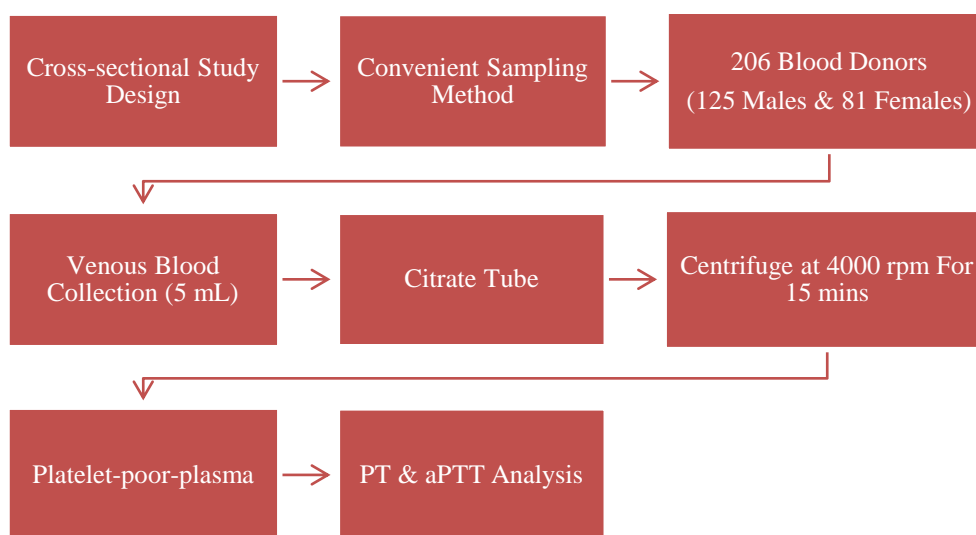 Cross-sectional Study
Design
Convenient Sampling
Method
206 Blood Donors
(125 Males & 81 Females)
Venous Blood
Collection (5 mL)
Citrate Tube
Centrifuge at 4000 rpm For
15 mins
Platelet-poor-plasma
PT & aPTT Analysis